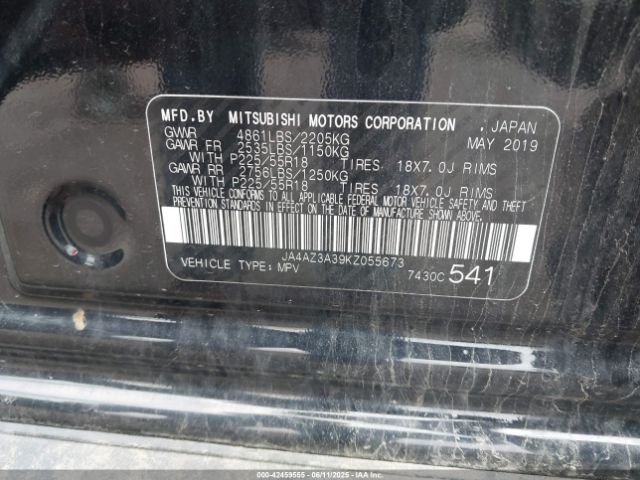 MFD.BY MITSUBISHI MOTORS CORPORATION , JAPAN
GVWR 4861LBS/2205KG MAY 2019
GAWR FR 2535LBS/1150KG
WITH P225/55R18 TIRES 18X7.0J RIMS
GAWR RR 2756LBS/1250KG
WITH P225/55R18 TIRES 18X7.0J RIMS
THIS VEHICLE CONFORMS TO ALL APPLICABLE FEDERAL MOTOR VEHICLE SAFETY AND THEFT
PREVENTION STANDARDS IN EFFECT ON THE DATE OF MANUFACTURE SHOWN ABOVE.
JA4AZ3A39KZ055673
VEHICLE TYPE: MPV 7430C 541
000-42459555 - 06/11/2025 - IAAI.COM